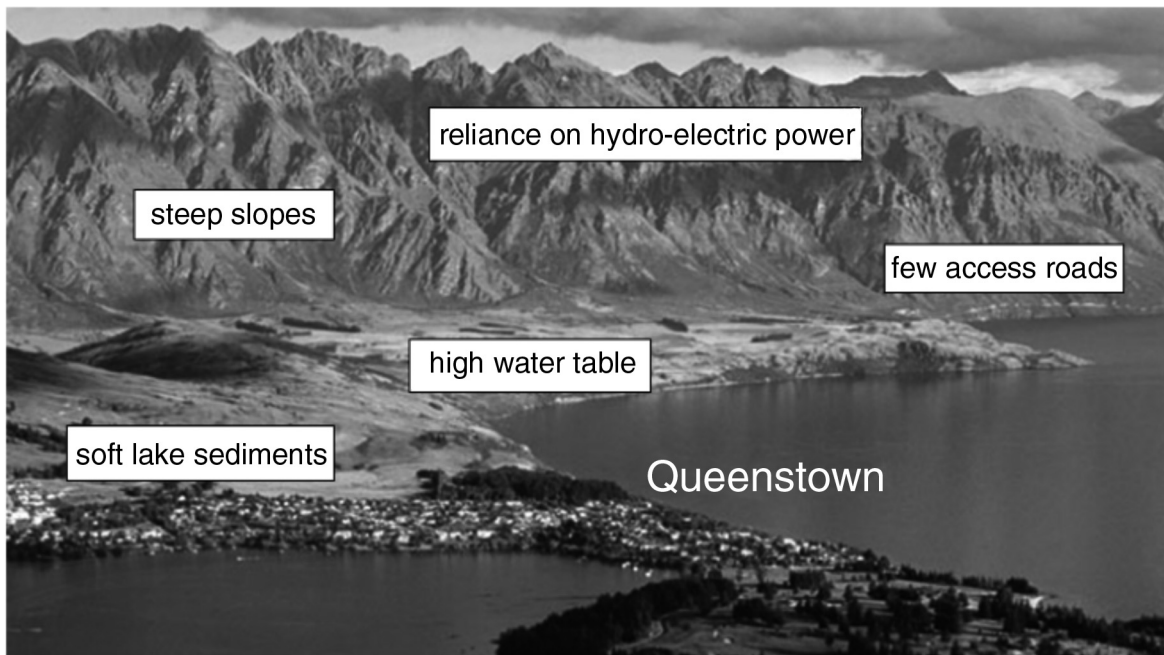 reliance on hydro-electric power
steep slopes
few access roads
high water table
soft lake sediments
Queenstown